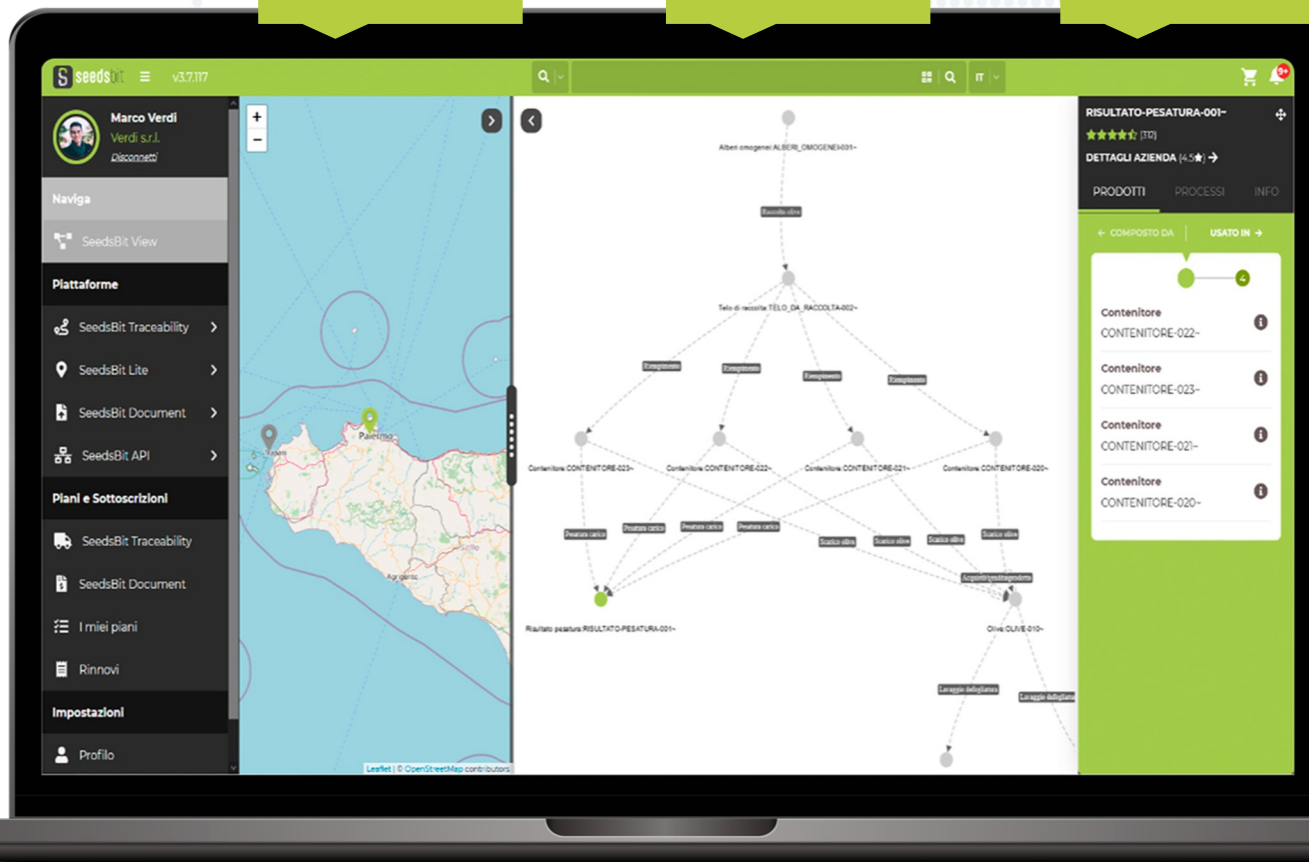 seedsbit
v3.7.117
IT
9+
Marco Verdi
Verdi s.r.l.
Disconnetti
Naviga
SeedsBit View
Piattaforme
SeedsBit Traceability
SeedsBit Lite
SeedsBit Document
SeedsBit API
Piani e Sottoscrizioni
SeedsBit Traceability
SeedsBit Document
I miei piani
Rinnovi
Impostazioni
Profilo
+
−
Palermo
Trapani
Sicilia
Agrigento
Leaflet | © OpenStreetMap contributors
Alberi omogenei:ALBERI_OMOGENEI-001~
Raccolta olive
Telo di raccolta:TELO_DA_RACCOLTA-002~
Riempimento
Riempimento
Riempimento
Riempimento
Contenitore:CONTENITORE-023~
Contenitore:CONTENITORE-022~
Contenitore:CONTENITORE-021~
Contenitore:CONTENITORE-020~
Pesatura carico
Pesatura carico
Pesatura carico
Pesatura carico
Scarico olive
Scarico olive
Scarico olive
Scarico olive
Risultato pesatura:RISULTATO-PESATURA-001~
Olive:OLIVE-010~
Lavaggio defogliatura
Lavaggio defogliatura
RISULTATO-PESATURA-001~
(312)
DETTAGLI AZIENDA (4.5★) →
PRODOTTI
PROCESSI
INFO
← COMPOSTO DA
USATO IN →
4
Contenitore
CONTENITORE-022~
Contenitore
CONTENITORE-023~
Contenitore
CONTENITORE-021~
Contenitore
CONTENITORE-020~